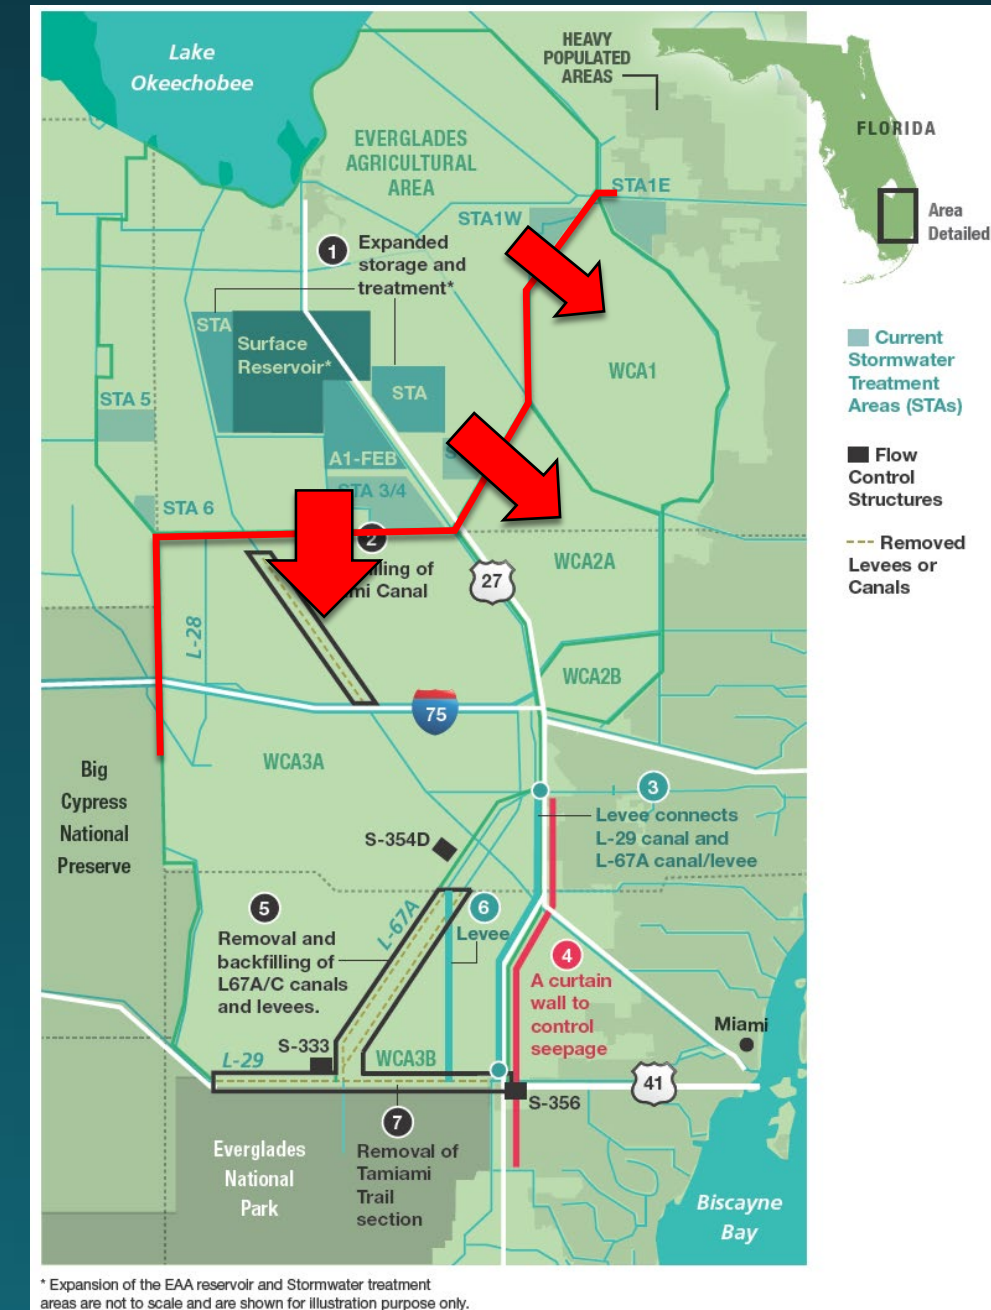 Lake
Okeechobee
HEAVY
POPULATED
AREAS
FLORIDA
Area
Detailed
EVERGLADES
AGRICULTURAL
AREA
STA1E
STA1W
1
Expanded
storage and
treatment*
STA
Surface
Reservoir*
STA
WCA1
STA 5
A1-FEB
STA 3/4
STA 6
2
mi Canal
WCA2A
27
L-28
WCA2B
75
WCA3A
Big
Cypress
National
Preserve
3
Levee connects
L-29 canal and
L-67A canal/levee
S-354D
5
Removal and
backfilling of
L67A/C canals
and levees.
L-67A
6
Levee
4
A curtain
wall to
control
seepage
Miami
S-333
L-29
WCA3B
41
S-356
7
Removal of
Tamiami
Trail
section
Everglades
National
Park
Biscayne
Bay
Current
Stormwater
Treatment
Areas (STAs)
Flow
Control
Structures
Removed
Levees or
Canals
* Expansion of the EAA reservoir and Stormwater treatment
areas are not to scale and are shown for illustration purpose only.